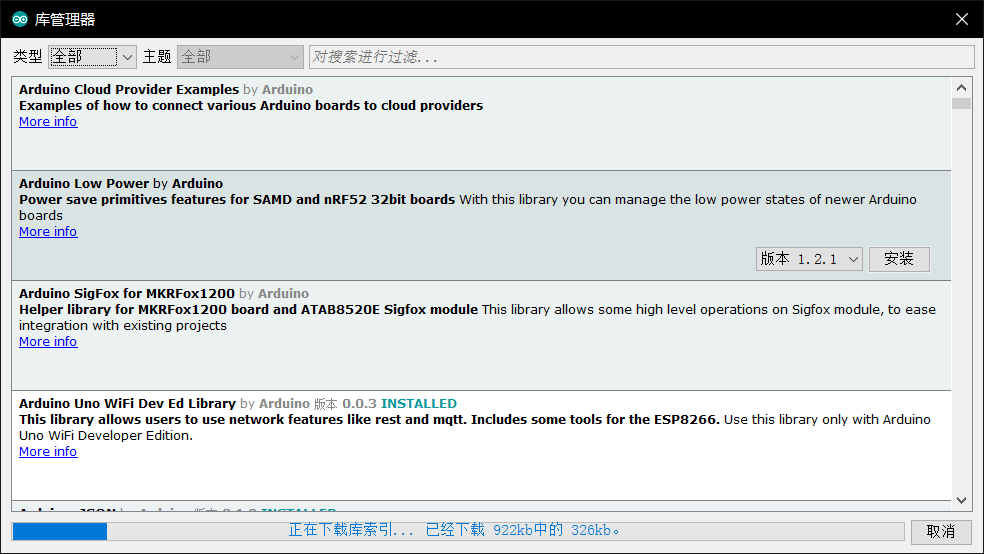 库管理器
类型 全部 主题 全部 对搜索进行过滤...
Arduino Cloud Provider Examples by Arduino
Examples of how to connect various Arduino boards to cloud providers
More info
Arduino Low Power by Arduino
Power save primitives features for SAMD and nRF52 32bit boards With this library you can manage the low power states of newer Arduino
boards
More info
版本 1.2.1 安装
Arduino SigFox for MKRFox1200 by Arduino
Helper library for MKRFox1200 board and ATAB8520E Sigfox module This library allows some high level operations on Sigfox module, to ease
integration with existing projects
More info
Arduino Uno WiFi Dev Ed Library by Arduino 版本 0.0.3 INSTALLED
This library allows users to use network features like rest and mqtt. Includes some tools for the ESP8266. Use this library only with Arduino
Uno WiFi Developer Edition.
More info
正在下载库索引... 已经下载 922kb中的 326kb。
取消